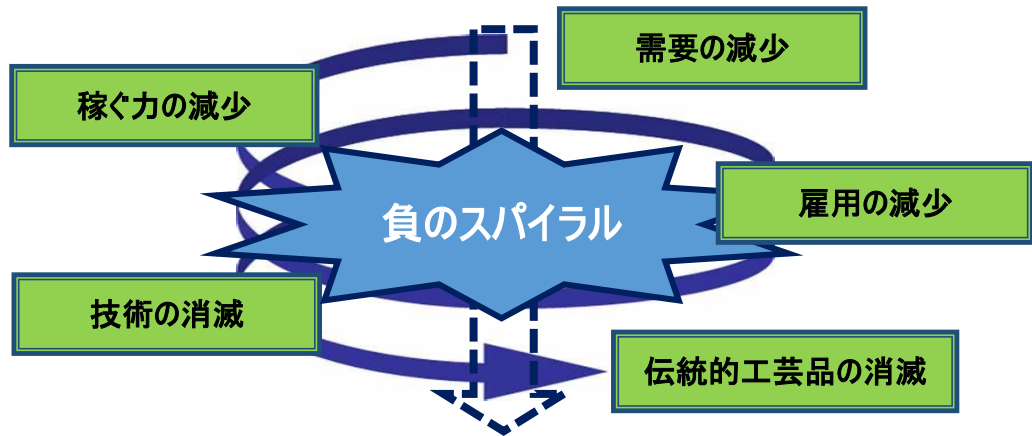 需要の減少
稼ぐ力の減少
負のスパイラル
雇用の減少
技術の消滅
伝統的工芸品の消滅